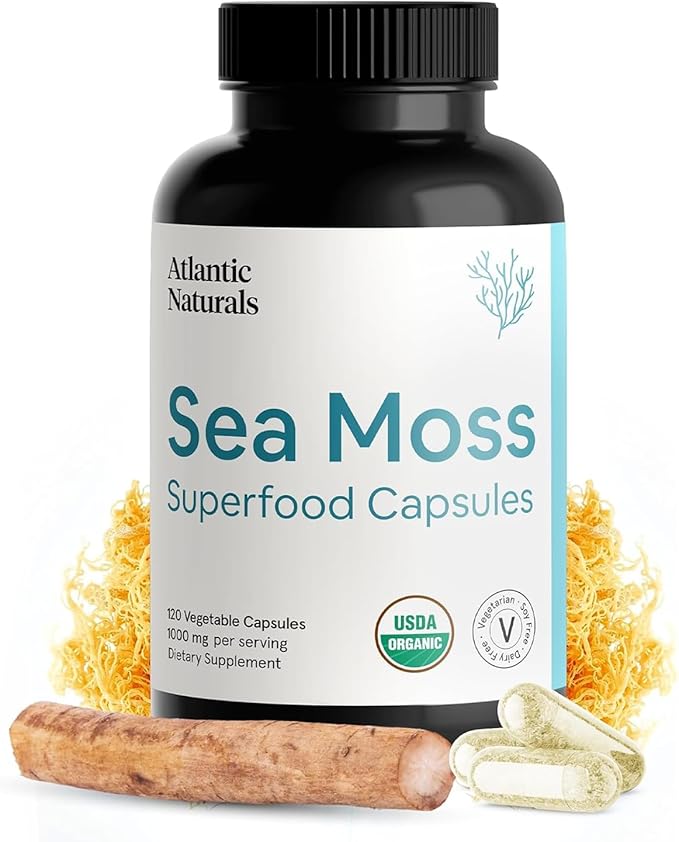 Atlantic
Naturals
Sea Moss
Superfood Capsules
120 Vegetable Capsules
1000 mg per serving
Dietary Supplement
USDA
ORGANIC
Vegetarian · Soy Free · Dairy Free ·
V